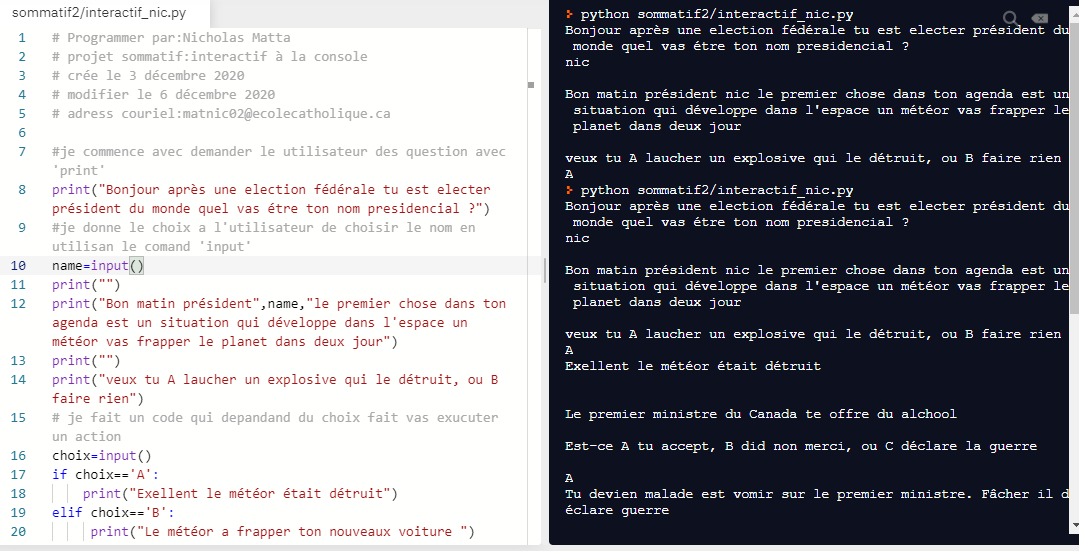 sommatif2/interactif_nic.py
1 # Programmer par:Nicholas Matta
2 # projet sommatif:interactif à la console
3 # crée le 3 décembre 2020
4 # modifier le 6 décembre 2020
5 # adress couriel:matnic02@ecolecatholique.ca
6
7 #je commence avec demander le utilisateur des question avec
'print'
8 print("Bonjour après une election fédérale tu est electer
président du monde quel vas étre ton nom presidencial ?")
9 #je donne le choix a l'utilisateur de choisir le nom en
utilisan le comand 'input'
10 name=input()
11 print("")
12 print("Bon matin président",name,"le premier chose dans ton
agenda est un situation qui développe dans l'espace un
météor vas frapper le planet dans deux jour")
13 print("")
14 print("veux tu A laucher un explosive qui le détruit, ou B
faire rien")
15 # je fait un code qui depandand du choix fait vas exucuter
un action
16 choix=input()
17 if choix=='A':
18 print("Exellent le météor était détruit")
19 elif choix=='B':
20 print("Le météor a frapper ton nouveaux voiture ")
> python sommatif2/interactif_nic.py
Bonjour après une election fédérale tu est electer président du
monde quel vas étre ton nom presidencial ?
nic
Bon matin président nic le premier chose dans ton agenda est un
situation qui développe dans l'espace un météor vas frapper le
planet dans deux jour
veux tu A laucher un explosive qui le détruit, ou B faire rien
A
> python sommatif2/interactif_nic.py
Bonjour après une election fédérale tu est electer président du
monde quel vas étre ton nom presidencial ?
nic
Bon matin président nic le premier chose dans ton agenda est un
situation qui développe dans l'espace un météor vas frapper le
planet dans deux jour
veux tu A laucher un explosive qui le détruit, ou B faire rien
A
Exellent le météor était détruit
Le premier ministre du Canada te offre du alchool
Est-ce A tu accept, B did non merci, ou C déclare la guerre
A
Tu devien malade est vomir sur le premier ministre. Fâcher il d
éclare guerre